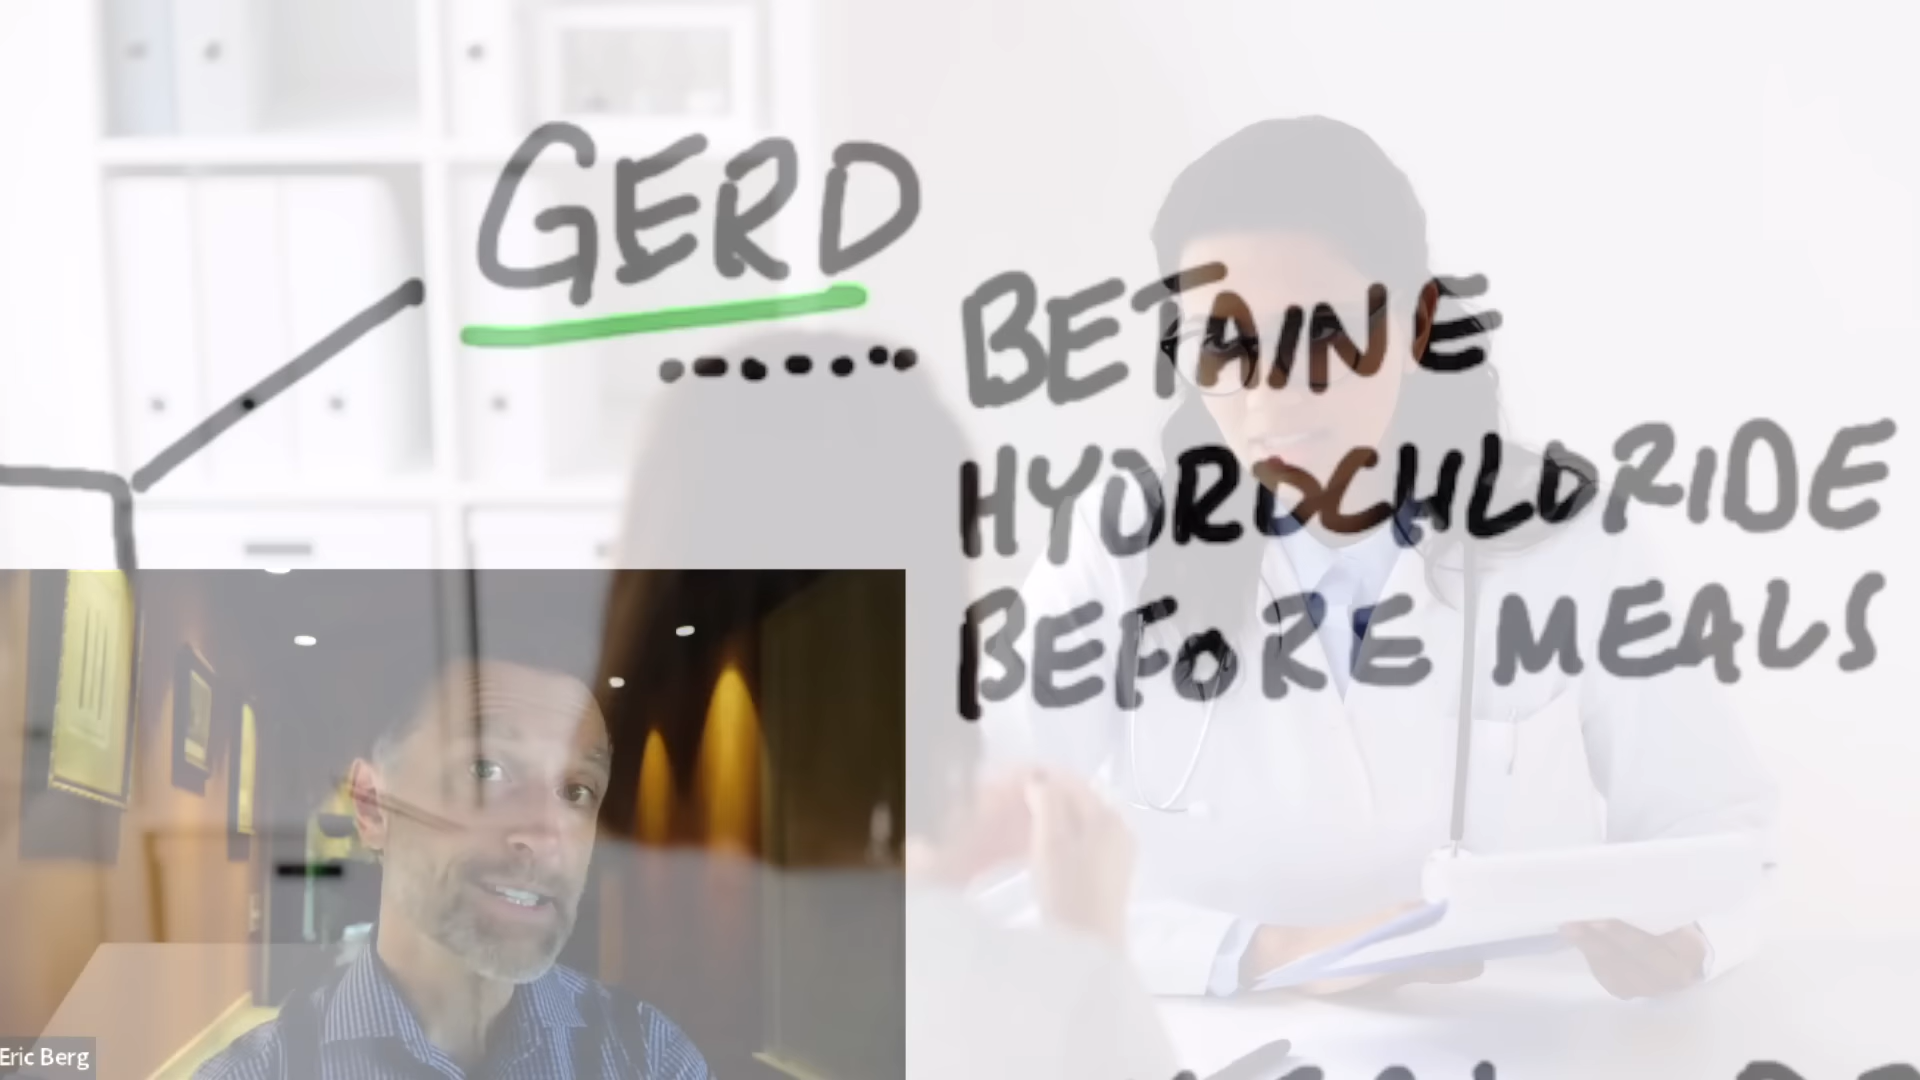 GERD
BETAINE
HYDROCHLORIDE
BEFORE MEALS
Eric Berg